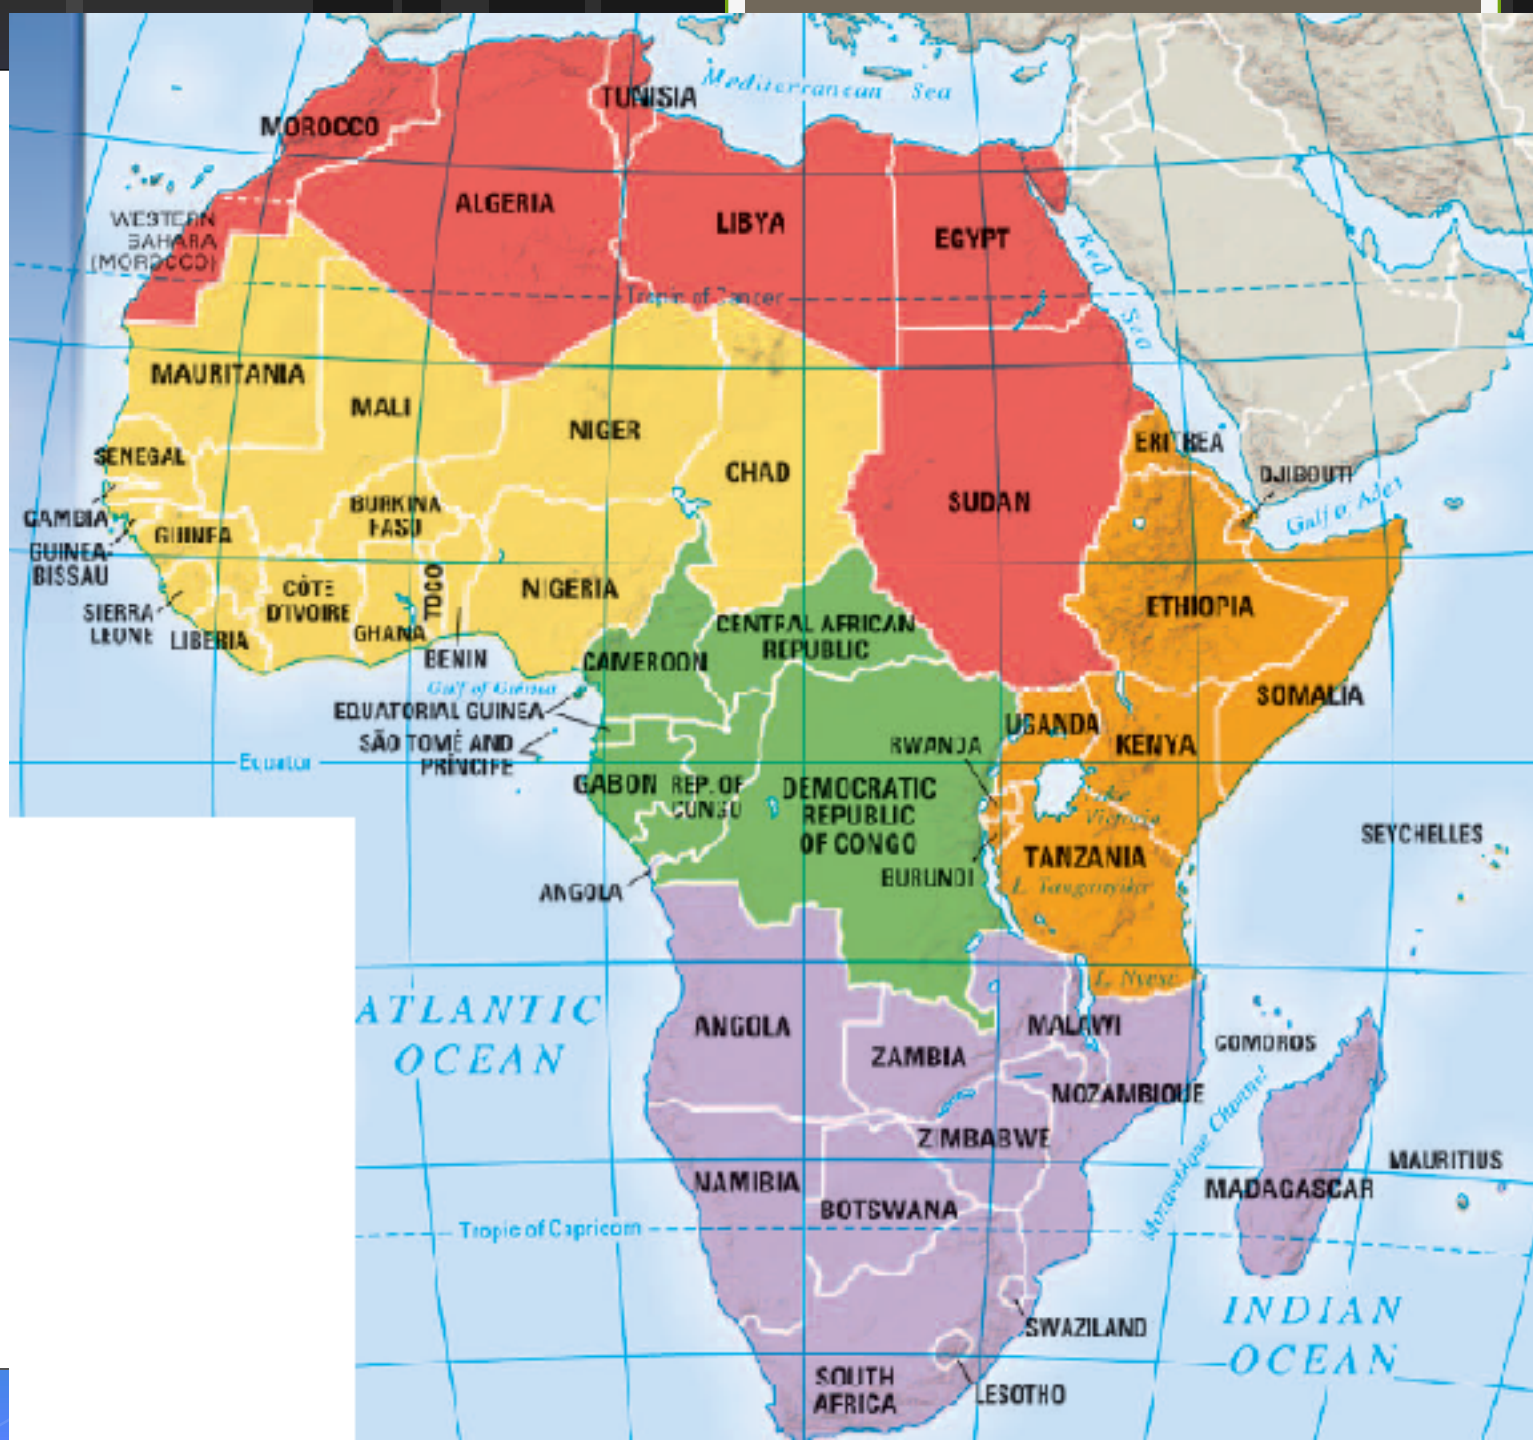 Mediterranean Sea
TUNISIA
MOROCCO
ALGERIA
LIBYA
EGYPT
WESTERN
SAHARA
(MOROCCO)
Red Sea
Tropic of Cancer
MAURITANIA
MALI
NIGER
CHAD
SUDAN
ERITREA
DJIBOUTI
Gulf of Aden
SENEGAL
GAMBIA
GUINEA-
BISSAU
GUINEA
BURKINA
FASO
SIERRA
LEONE
LIBERIA
CÔTE
D'IVOIRE
GHANA
TOGO
BENIN
NIGERIA
ETHIOPIA
SOMALIA
CENTRAL AFRICAN
REPUBLIC
CAMEROON
Gulf of Guinea
EQUATORIAL GUINEA
SÃO TOMÉ AND
PRÍNCIPE
Equator
GABON
REP. OF
CONGO
DEMOCRATIC
REPUBLIC
OF CONGO
RWANDA
BURUNDI
UGANDA
KENYA
Lake
Victoria
TANZANIA
L. Tanganyika
SEYCHELLES
ANGOLA
L. Nyasa
ATLANTIC
OCEAN
ANGOLA
ZAMBIA
MALAWI
COMOROS
MOZAMBIQUE
Mozambique Channel
ZIMBABWE
NAMIBIA
BOTSWANA
MADAGASCAR
MAURITIUS
Tropic of Capricorn
SWAZILAND
LESOTHO
SOUTH
AFRICA
INDIAN
OCEAN